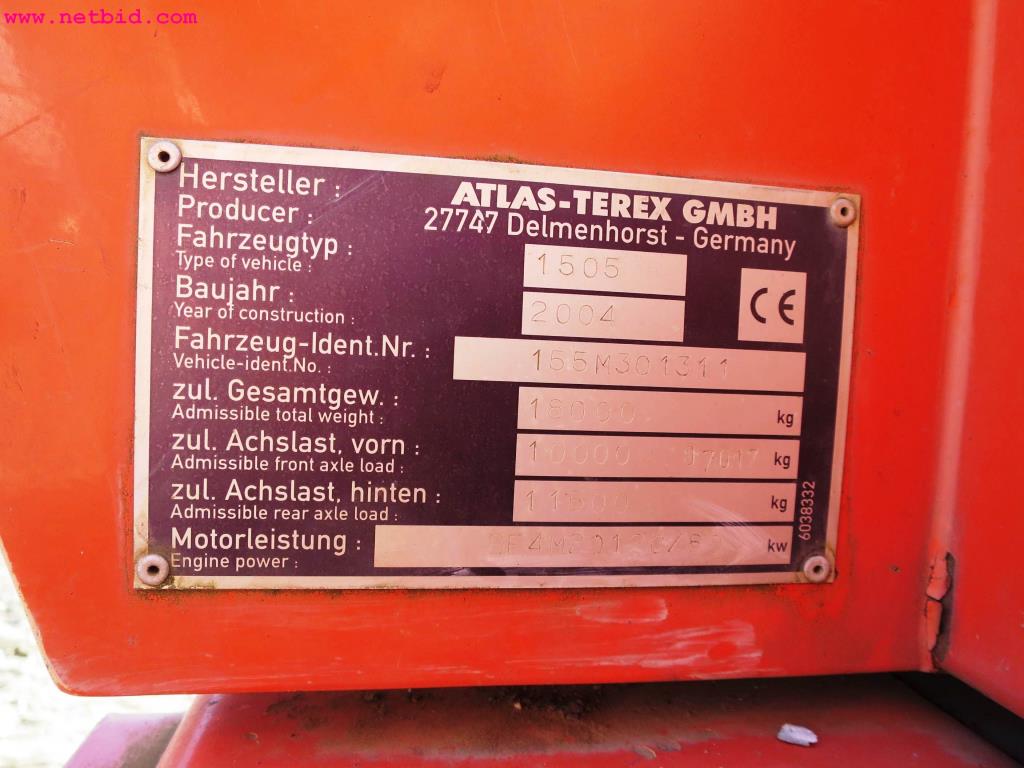 www.netbid.com
Hersteller :
Producer :
ATLAS-TEREX GMBH
27747 Delmenhorst - Germany
Fahrzeugtyp :
Type of vehicle :
1505
Baujahr :
Year of construction :
2004
CE
Fahrzeug-Ident.Nr. :
Vehicle-ident.No. :
155M301311
zul. Gesamtgew. :
Admissible total weight :
18000 kg
zul. Achslast, vorn :
Admissible front axle load :
10000 kg
zul. Achslast, hinten :
Admissible rear axle load :
kg
Motorleistung :
Engine power :
kw
6038332